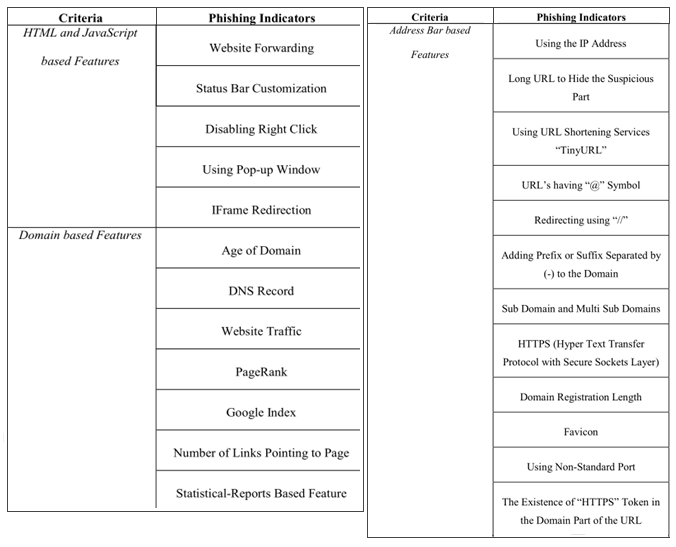 Criteria
Phishing Indicators
HTML and JavaScript
based Features
Website Forwarding
Status Bar Customization
Disabling Right Click
Using Pop-up Window
IFrame Redirection
Domain based Features
Age of Domain
DNS Record
Website Traffic
PageRank
Google Index
Number of Links Pointing to Page
Statistical-Reports Based Feature
Criteria
Phishing Indicators
Address Bar based
Features
Using the IP Address
Long URL to Hide the Suspicious
Part
Using URL Shortening Services
“TinyURL”
URL’s having “@” Symbol
Redirecting using “//”
Adding Prefix or Suffix Separated by
(-) to the Domain
Sub Domain and Multi Sub Domains
HTTPS (Hyper Text Transfer
Protocol with Secure Sockets Layer)
Domain Registration Length
Favicon
Using Non-Standard Port
The Existence of “HTTPS” Token in
the Domain Part of the URL